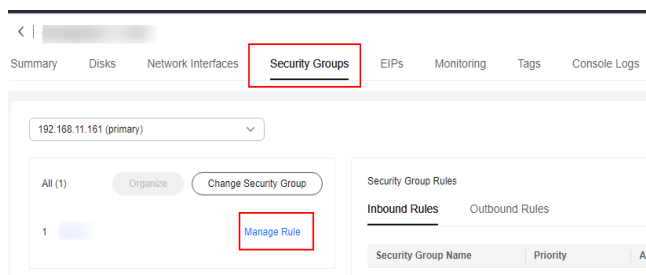 Summary Disks Network Interfaces Security Groups EIPs Monitoring Tags Console Logs
192.168.11.161 (primary)
All (1) Organize Change Security Group
1 Manage Rule
Security Group Rules
Inbound Rules Outbound Rules
Security Group Name Priority